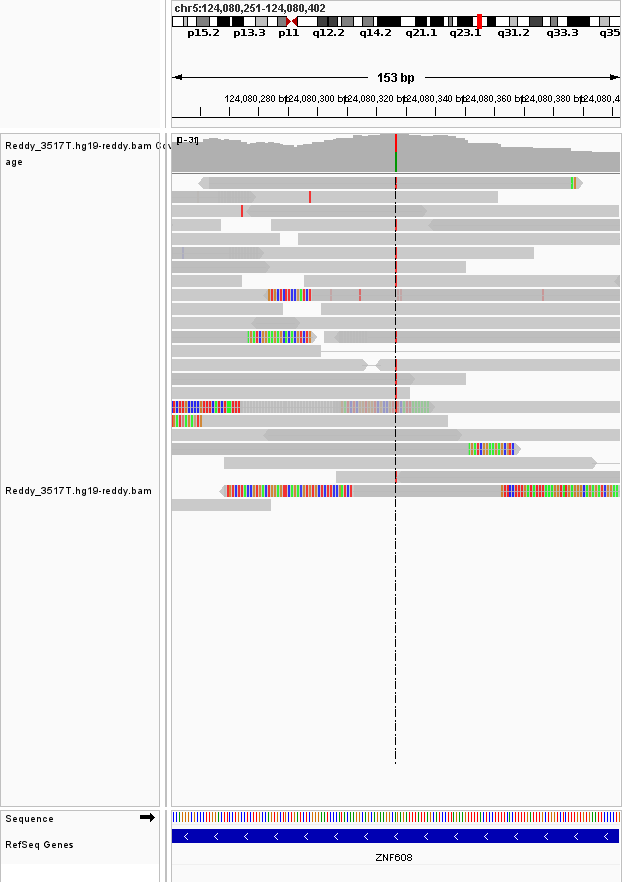 chr5:124,080,251-124,080,402
p15.2 p13.3 p11 q12.2 q14.2 q21.1 q23.1 q31.2 q33.3 q35
153 bp
124,080,280 bp 124,080,300 bp 124,080,320 bp 124,080,340 bp 124,080,360 bp 124,080,380 bp 124,080,4
Reddy_3517T.hg19-reddy.bam Cov
age
Reddy_3517T.hg19-reddy.bam
Sequence
RefSeq Genes
ZNF608